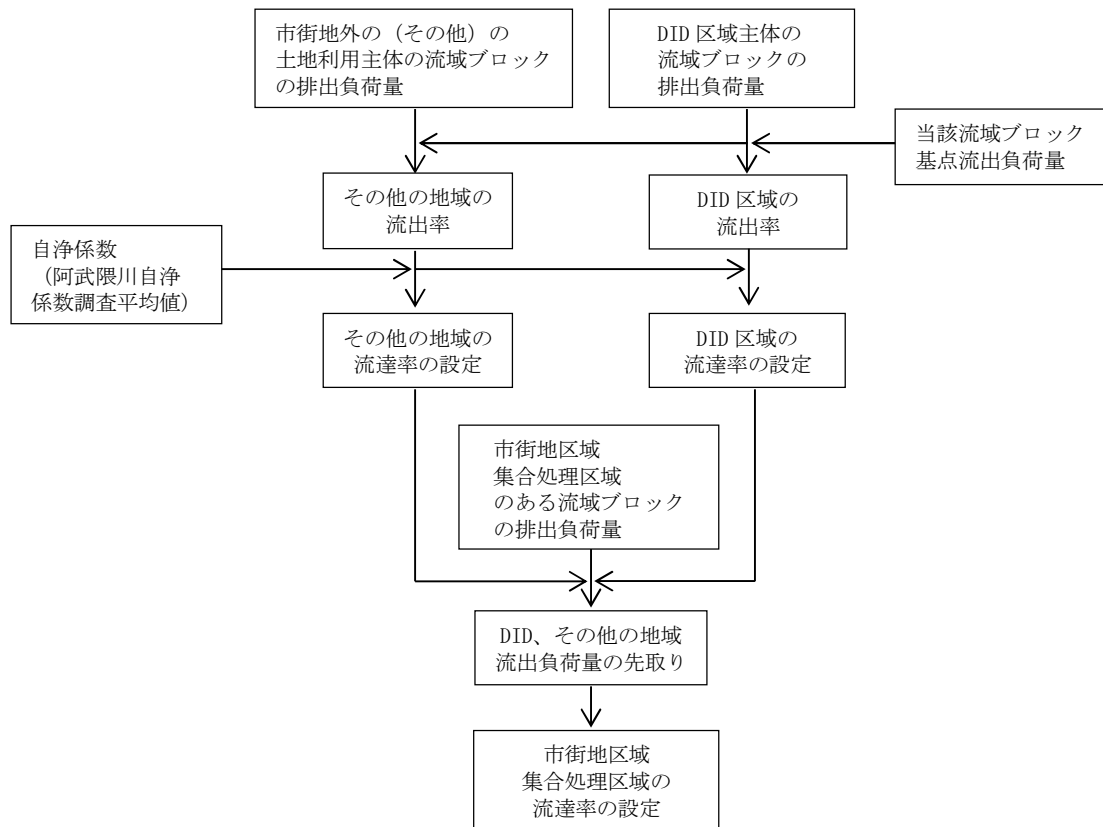 市街地外の（その他）の
土地利用主体の流域ブロック
の排出負荷量
DID 区域主体の
流域ブロックの
排出負荷量
当該流域ブロック
基点流出負荷量
その他の地域の
流出率
DID 区域の
流出率
自浄係数
（阿武隈川自浄
係数調査平均値）
その他の地域の
流達率の設定
DID 区域の
流達率の設定
市街地区域
集合処理区域
のある流域ブロック
の排出負荷量
DID、その他の地域
流出負荷量の先取り
市街地区域
集合処理区域の
流達率の設定